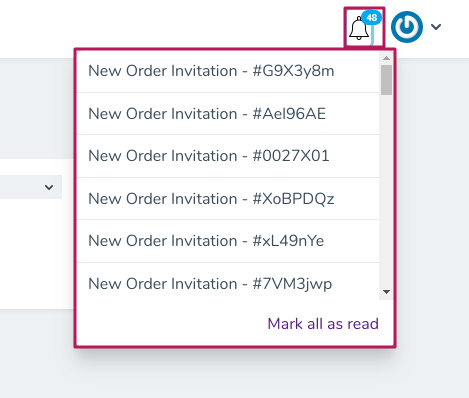 48
New Order Invitation - #G9X3y8m
New Order Invitation - #Ael96AE
New Order Invitation - #0027X01
New Order Invitation - #XoBPDQz
New Order Invitation - #xL49nYe
New Order Invitation - #7VM3jwp
Mark all as read